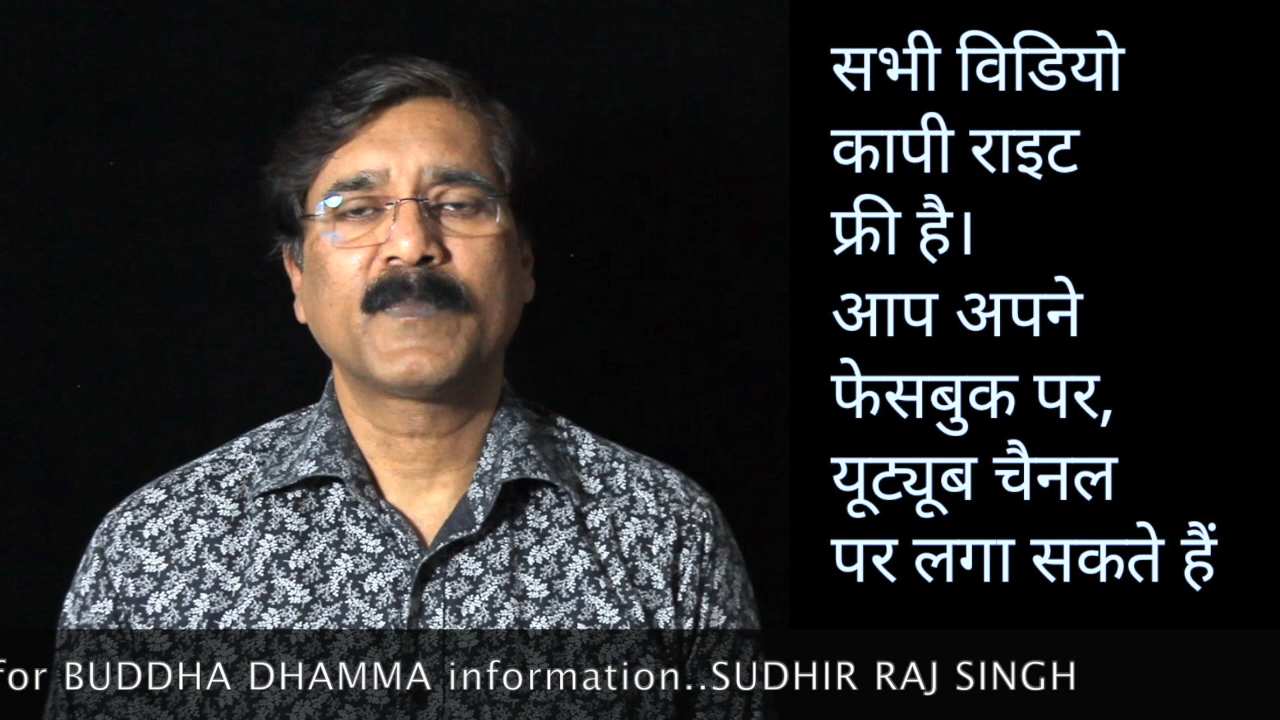 सभी विडियो
कापी राइट
फ्री है।
आप अपने
फेसबुक पर,
यूट्यूब चैनल
पर लगा सकते हैं
for BUDDHA DHAMMA information..SUDHIR RAJ SINGH